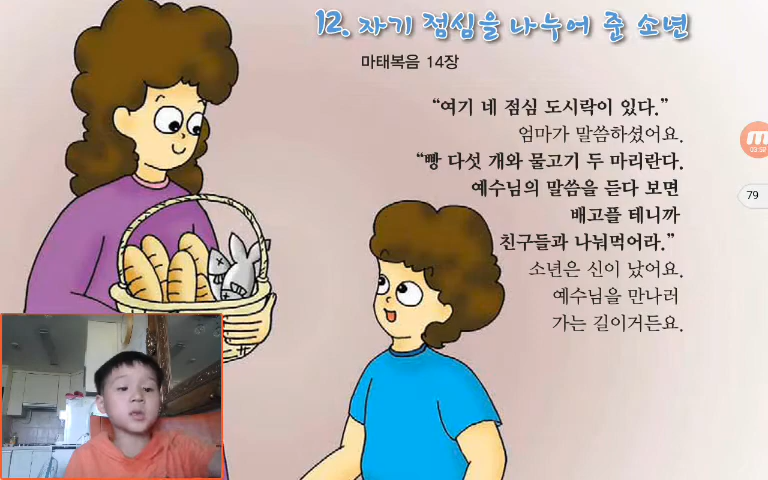 12. 자기 점심을 나누어 준 소년
마태복음 14장
“여기 네 점심 도시락이 있다.”
엄마가 말씀하셨어요.
“빵 다섯 개와 물고기 두 마리란다.
예수님의 말씀을 듣다 보면
배고플 테니까
친구들과 나눠먹어라.”
소년은 신이 났어요.
예수님을 만나러
가는 길이거든요.
79